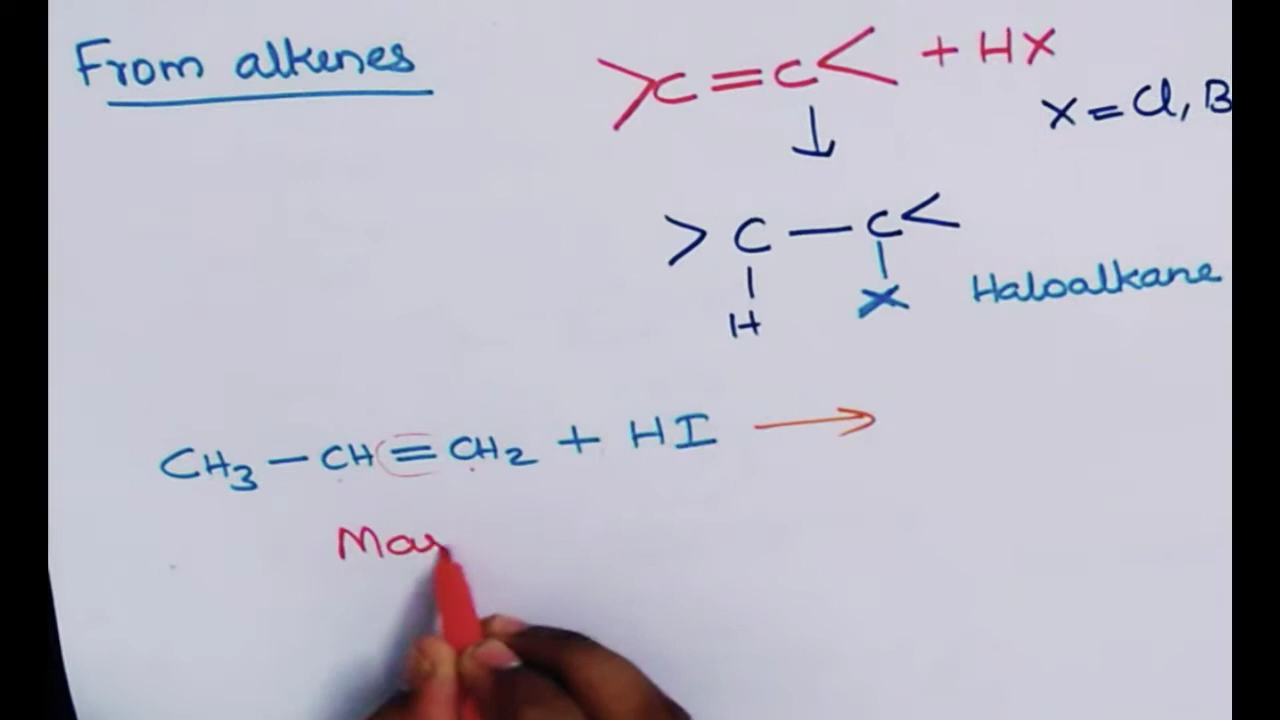 From alkenes
>C=C< + HX
X=Cl, B
↓
>C—C<
H X Haloalkane
CH3—CH=CH2 + HI →
Mar